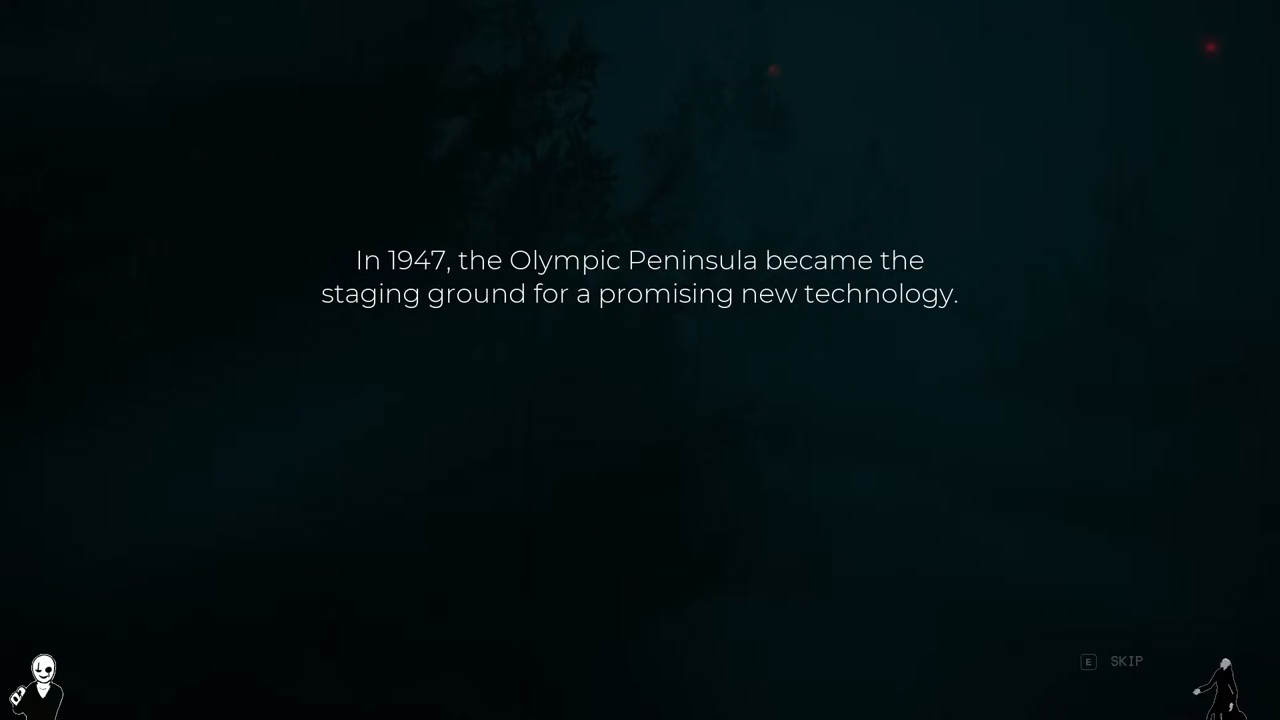 In 1947, the Olympic Peninsula became the
staging ground for a promising new technology.
E SKIP